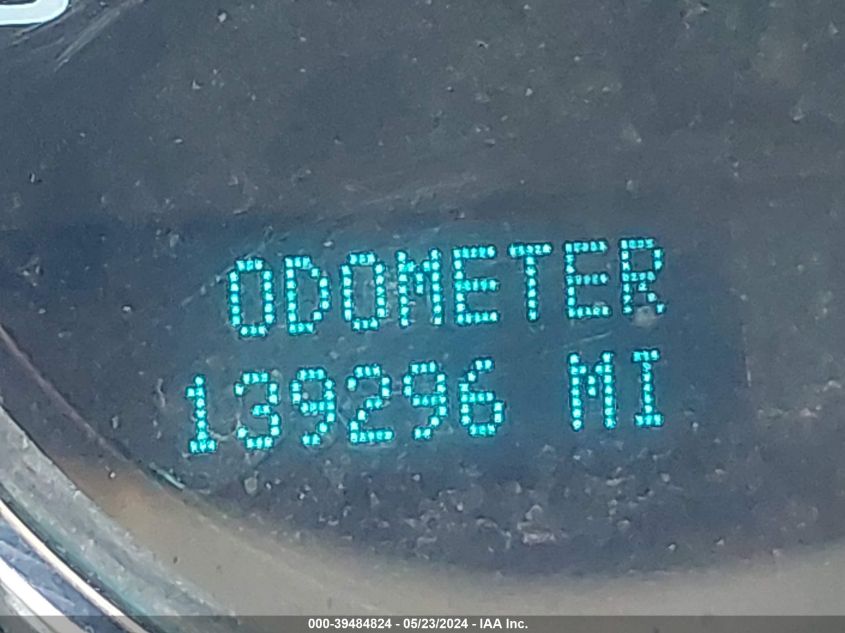 ODOMETER
139296 MI
000-39484824 - 05/23/2024 - IAA Inc.